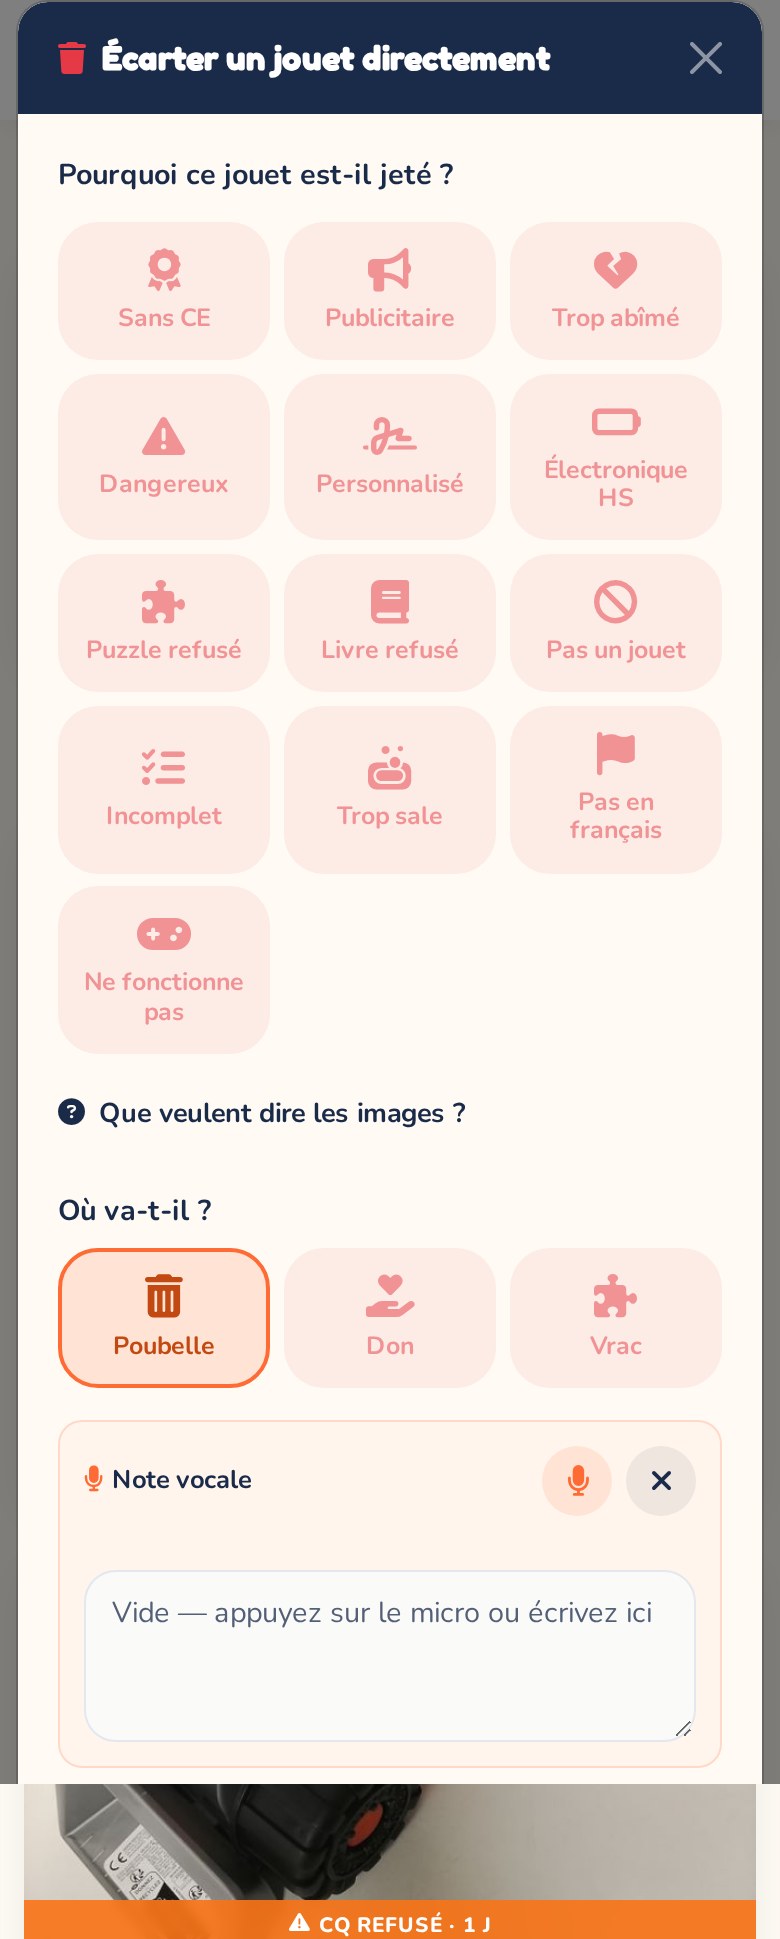 Écarter un jouet directement
Pourquoi ce jouet est-il jeté ?
Sans CE
Publicitaire
Trop abîmé
Dangereux
Personnalisé
Électronique
HS
Puzzle refusé
Livre refusé
Pas un jouet
Incomplet
Trop sale
Pas en
français
Ne fonctionne
pas
Que veulent dire les images ?
Où va-t-il ?
Poubelle
Don
Vrac
Note vocale
Vide — appuyez sur le micro ou écrivez ici
CE
CQ REFUSÉ · 1 J